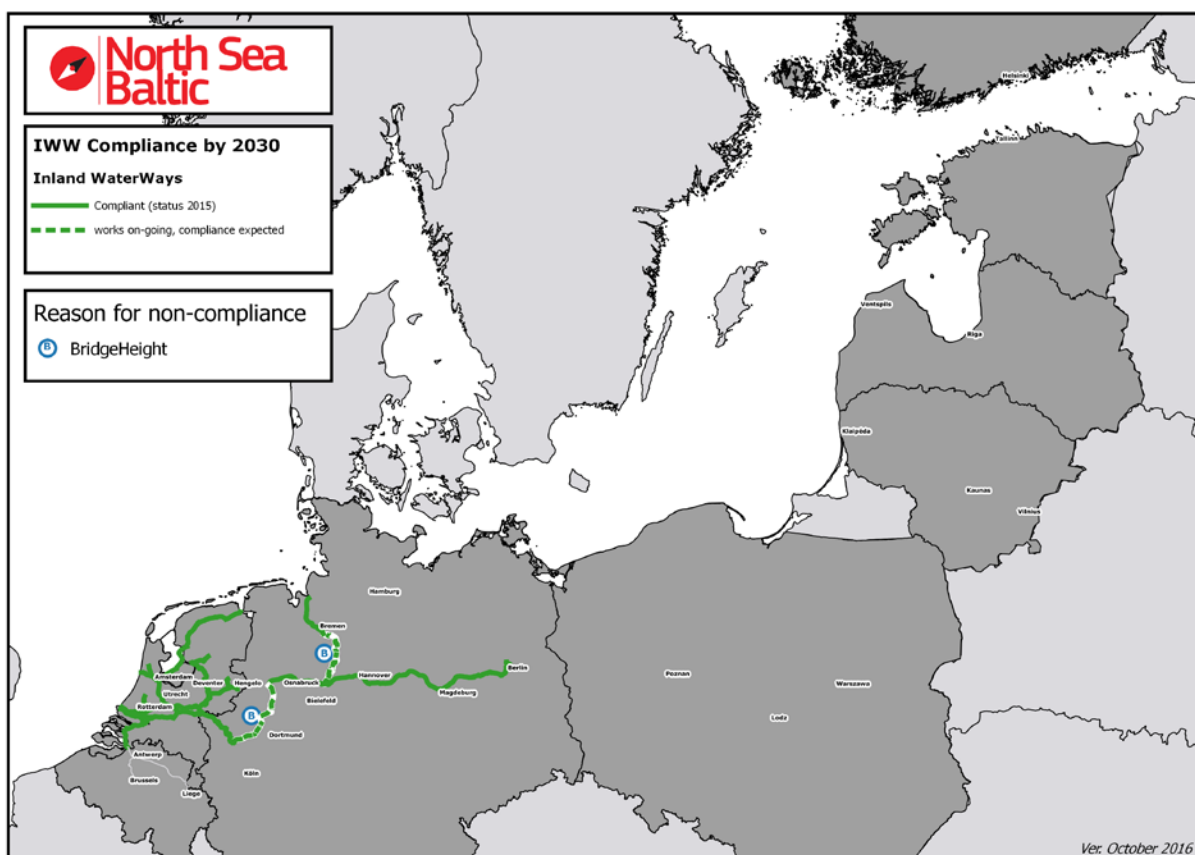 North Sea
Baltic
IWW Compliance by 2030
Inland WaterWays
Compliant (status 2015)
works on-going, compliance expected
Reason for non-compliance
B BridgeHeight
Helsinki
Tallinn
Ventspils
Riga
Klaipėda
Kaunas
Vilnius
Hamburg
Bremen
B
Amsterdam
Utrecht
Deventer
Hengelo
Osnabruck
Hannover
Berlin
Bielefeld
Magdeburg
Poznan
Warszawa
Rotterdam
B
Dortmund
Lodz
Antwerp
Brussels
Liege
Köln
Ver. October 2016